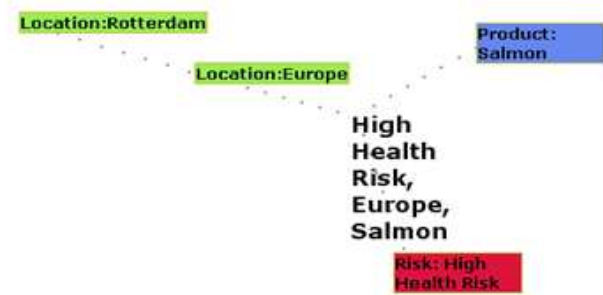 Location:Rotterdam
Product:
Salmon
Location:Europe
High
Health
Risk,
Europe,
Salmon
Risk: High
Health Risk